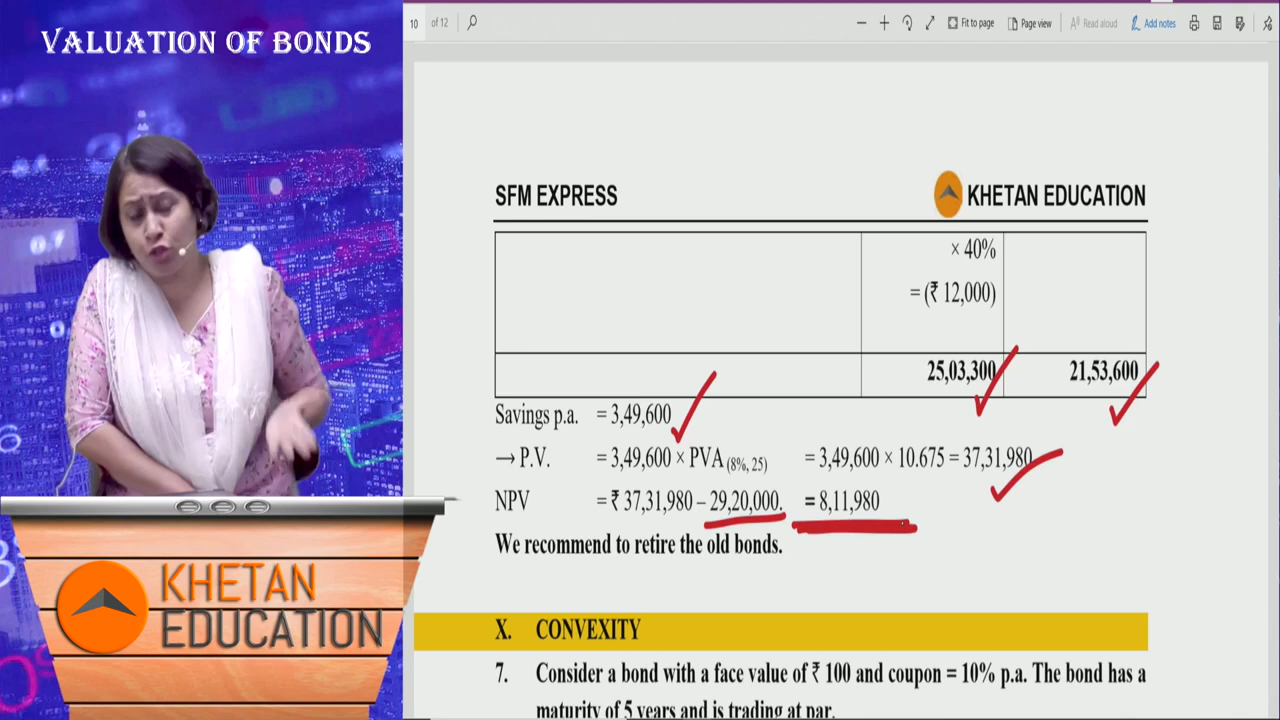 VALUATION OF BONDS
10 of 12
Fit to page
Page view
Read aloud
Add notes
SFM EXPRESS
KHETAN EDUCATION
× 40%
= (₹ 12,000)
25,03,300 21,53,600
Savings p.a. = 3,49,600
→ P.V. = 3,49,600 × PVA (8%, 25) = 3,49,600 × 10.675 = 37,31,980
NPV = ₹ 37,31,980 – 29,20,000. = 8,11,980
We recommend to retire the old bonds.
X. CONVEXITY
7. Consider a bond with a face value of ₹ 100 and coupon = 10% p.a. The bond has a
maturity of 5 years and is trading at par.
KHETAN
EDUCATION